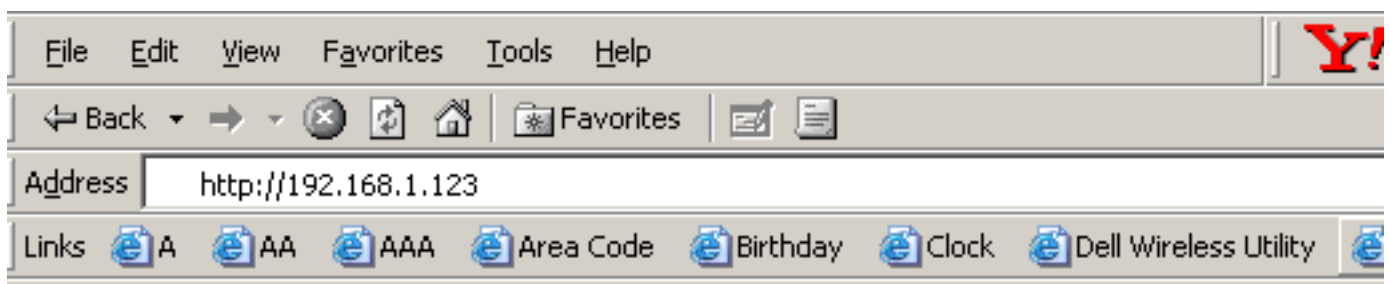 File Edit View Favorites Tools Help Y!
Back Favorites
Address http://192.168.1.123
Links A AA AAA Area Code Birthday Clock Dell Wireless Utility